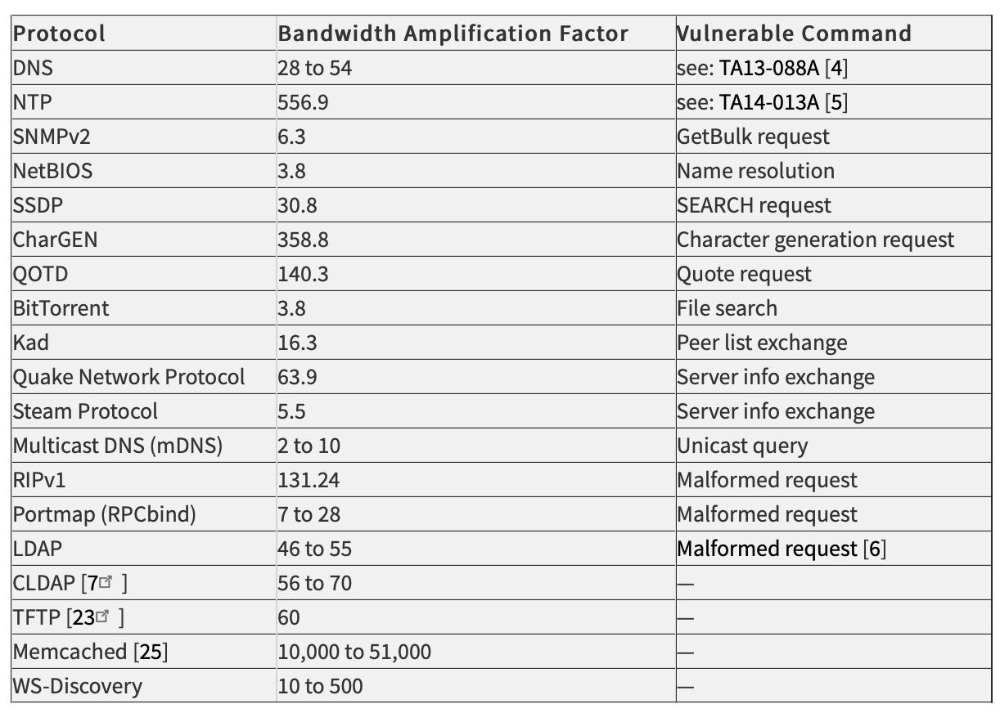 Protocol Bandwidth Amplification Factor Vulnerable Command
DNS 28 to 54 see: TA13-088A [4]
NTP 556.9 see: TA14-013A [5]
SNMPv2 6.3 GetBulk request
NetBIOS 3.8 Name resolution
SSDP 30.8 SEARCH request
CharGEN 358.8 Character generation request
QOTD 140.3 Quote request
BitTorrent 3.8 File search
Kad 16.3 Peer list exchange
Quake Network Protocol 63.9 Server info exchange
Steam Protocol 5.5 Server info exchange
Multicast DNS (mDNS) 2 to 10 Unicast query
RIPv1 131.24 Malformed request
Portmap (RPCbind) 7 to 28 Malformed request
LDAP 46 to 55 Malformed request [6]
CLDAP [7 ] 56 to 70 —
TFTP [23 ] 60 —
Memcached [25] 10,000 to 51,000 —
WS-Discovery 10 to 500 —